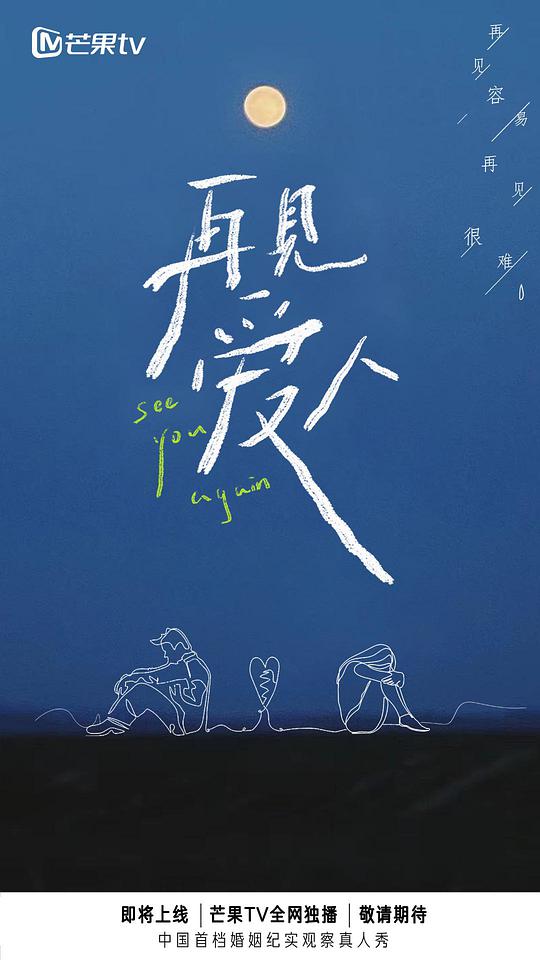 芒果tv
再见容易再见很难。
再見
爱人
see
you
again
即将上线 | 芒果TV全网独播 | 敬请期待
中国首档婚姻纪实观察真人秀